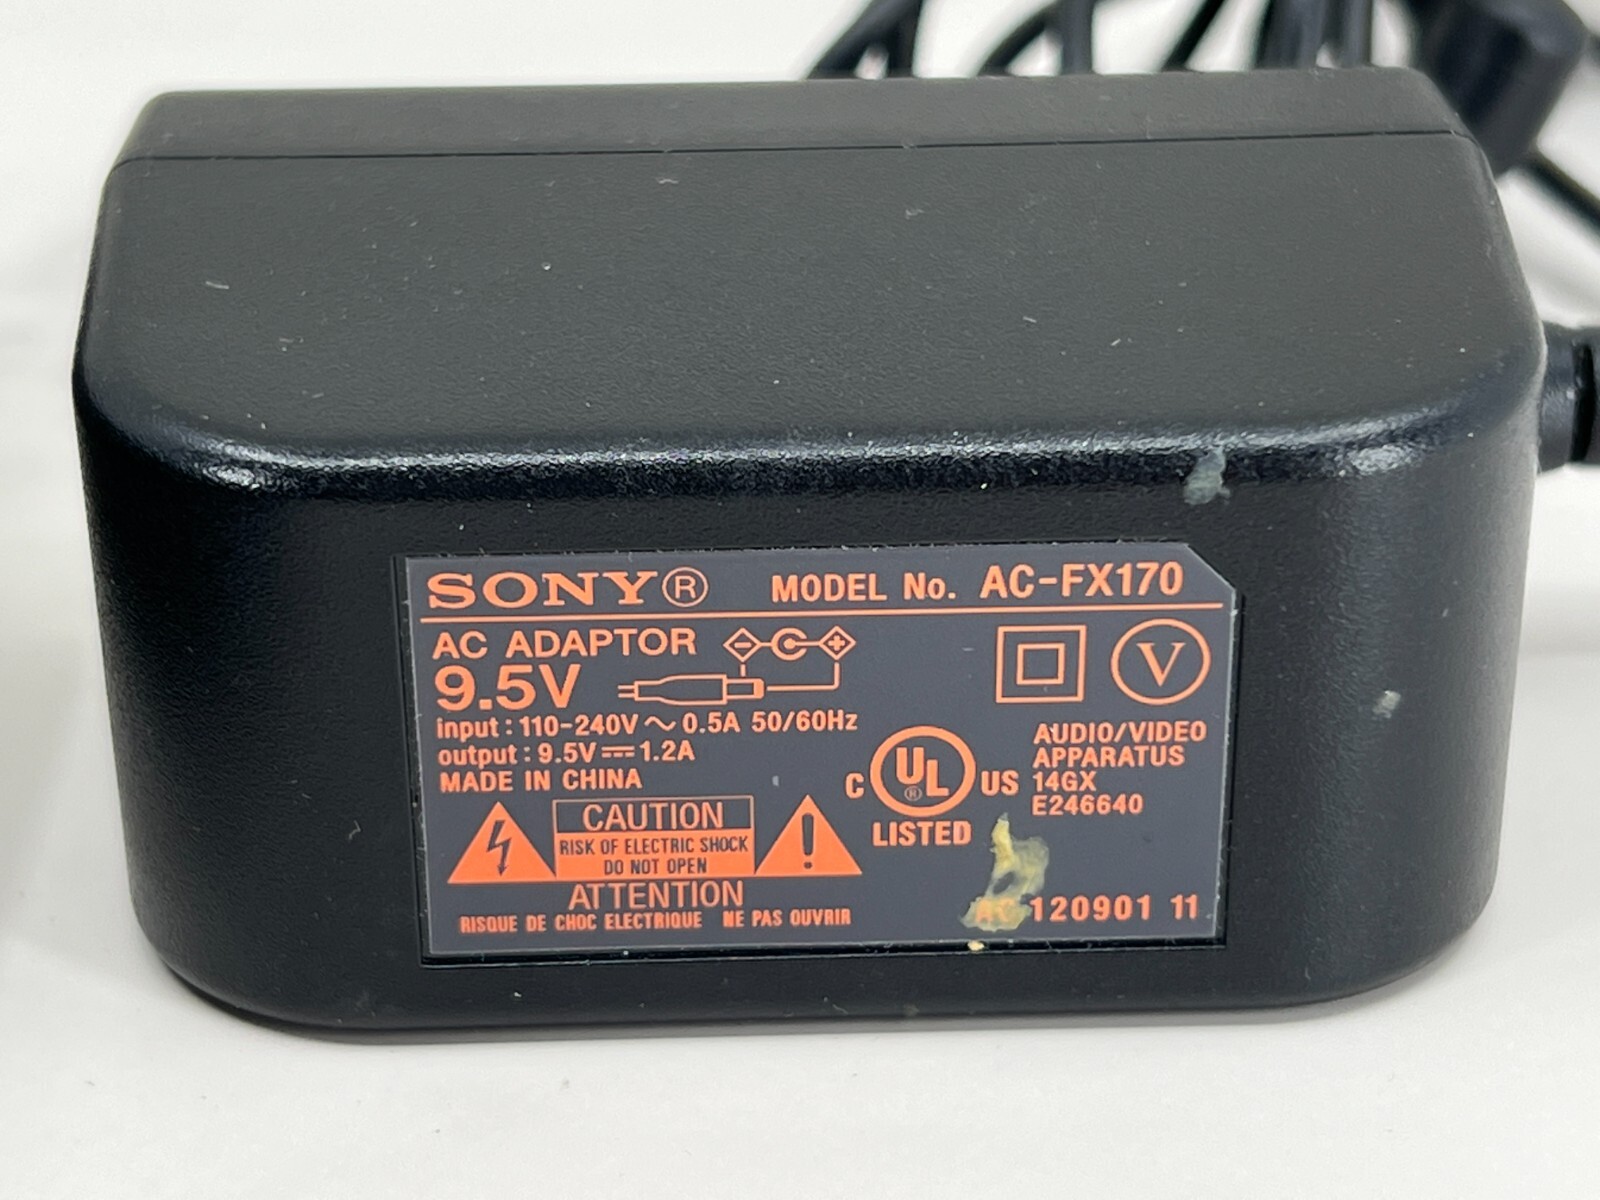 SONY® MODEL No. AC-FX170
AC ADAPTOR
9.5V
input : 110-240V ~ 0.5A 50/60Hz
output : 9.5V ⎓ 1.2A
MADE IN CHINA
CAUTION
RISK OF ELECTRIC SHOCK
DO NOT OPEN
ATTENTION
RISQUE DE CHOC ELECTRIQUE NE PAS OUVRIR
V
C UL® US
LISTED
AUDIO/VIDEO
APPARATUS
14GX
E246640
120901 11